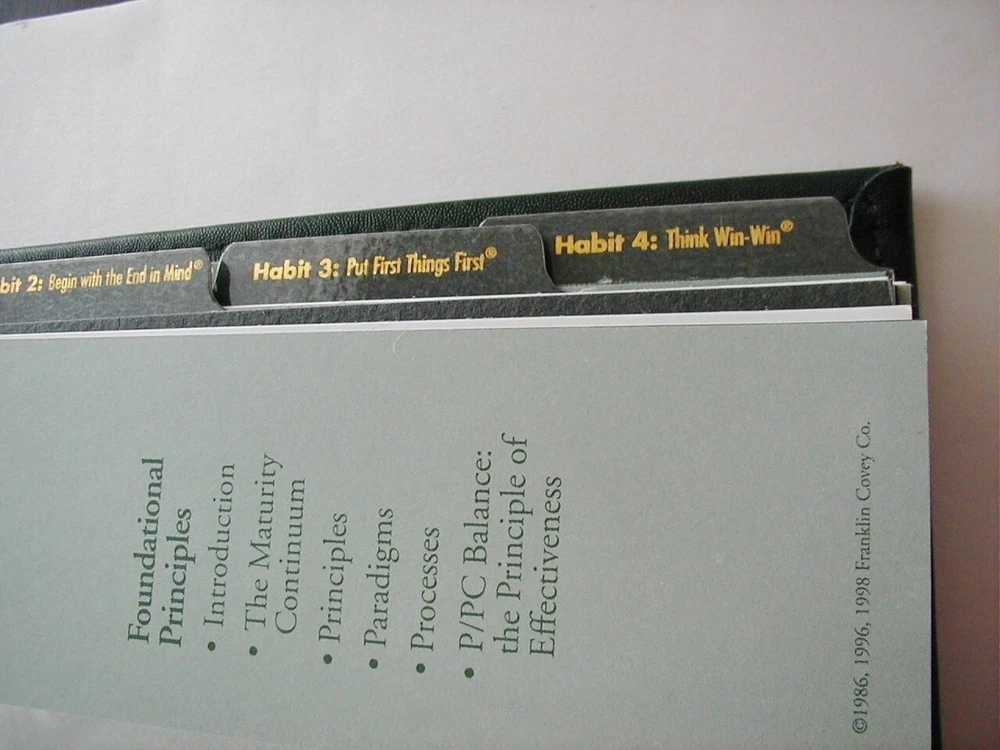 bit 2: Begin with the End in Mind®
Habit 3: Put First Things First®
Habit 4: Think Win-Win®
Foundational
Principles
• Introduction
• The Maturity
Continuum
• Principles
• Paradigms
• Processes
• P/PC Balance:
the Principle of
Effectiveness
©1986, 1996, 1998 Franklin Covey Co.